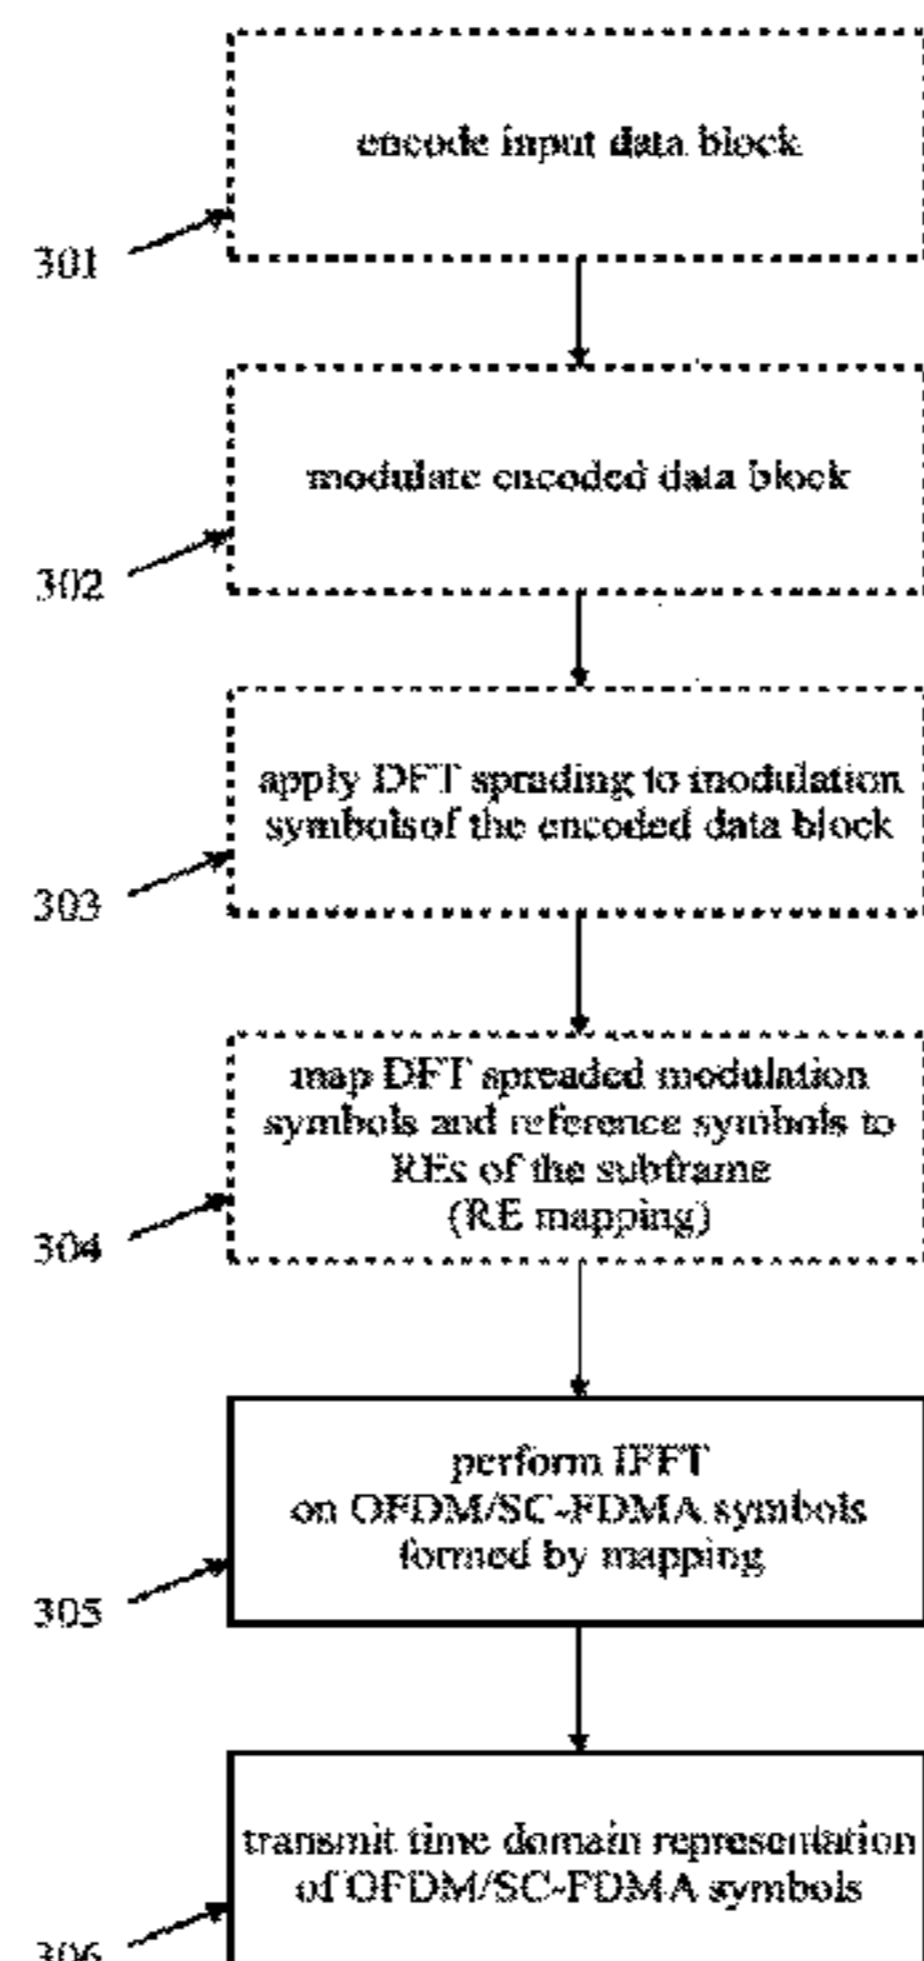 encode input data block
301
modulate encoded data block
302
apply DFT sprading to modulation
symbolsof the encoded data block
303
map DFT spreaded modulation
symbols and reference symbols to
REs of the subframe
(RE mapping)
304
perform IFFT
on OFDM/SC-FDMA symbols
formed by mapping
305
transmit time domain representation
of OFDM/SC-FDMA symbols
306